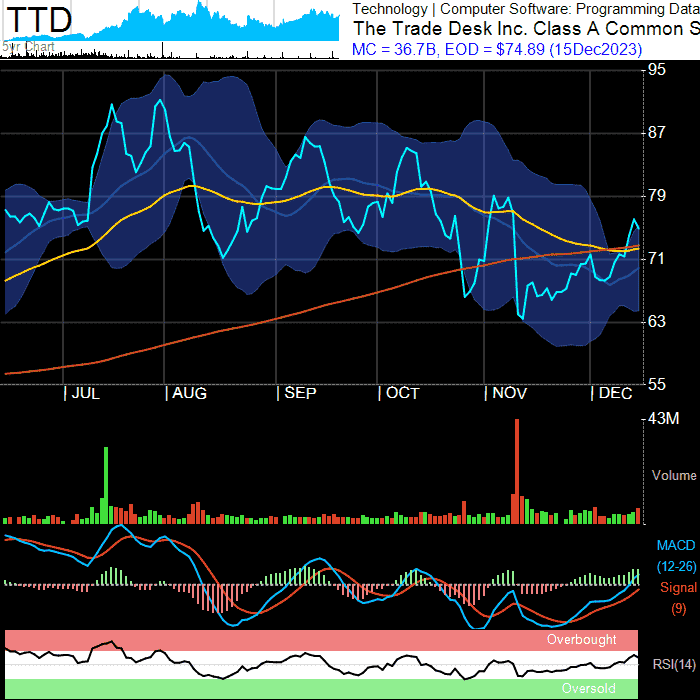 TTD
5yr Chart
Technology | Computer Software: Programming Data
The Trade Desk Inc. Class A Common S
MC = 36.7B, EOD = $74.89 (15Dec2023)
95
87
79
71
63
55
JUL AUG SEP OCT NOV DEC
43M
Volume
MACD
(12-26)
Signal
(9)
Overbought
RSI(14)
Oversold